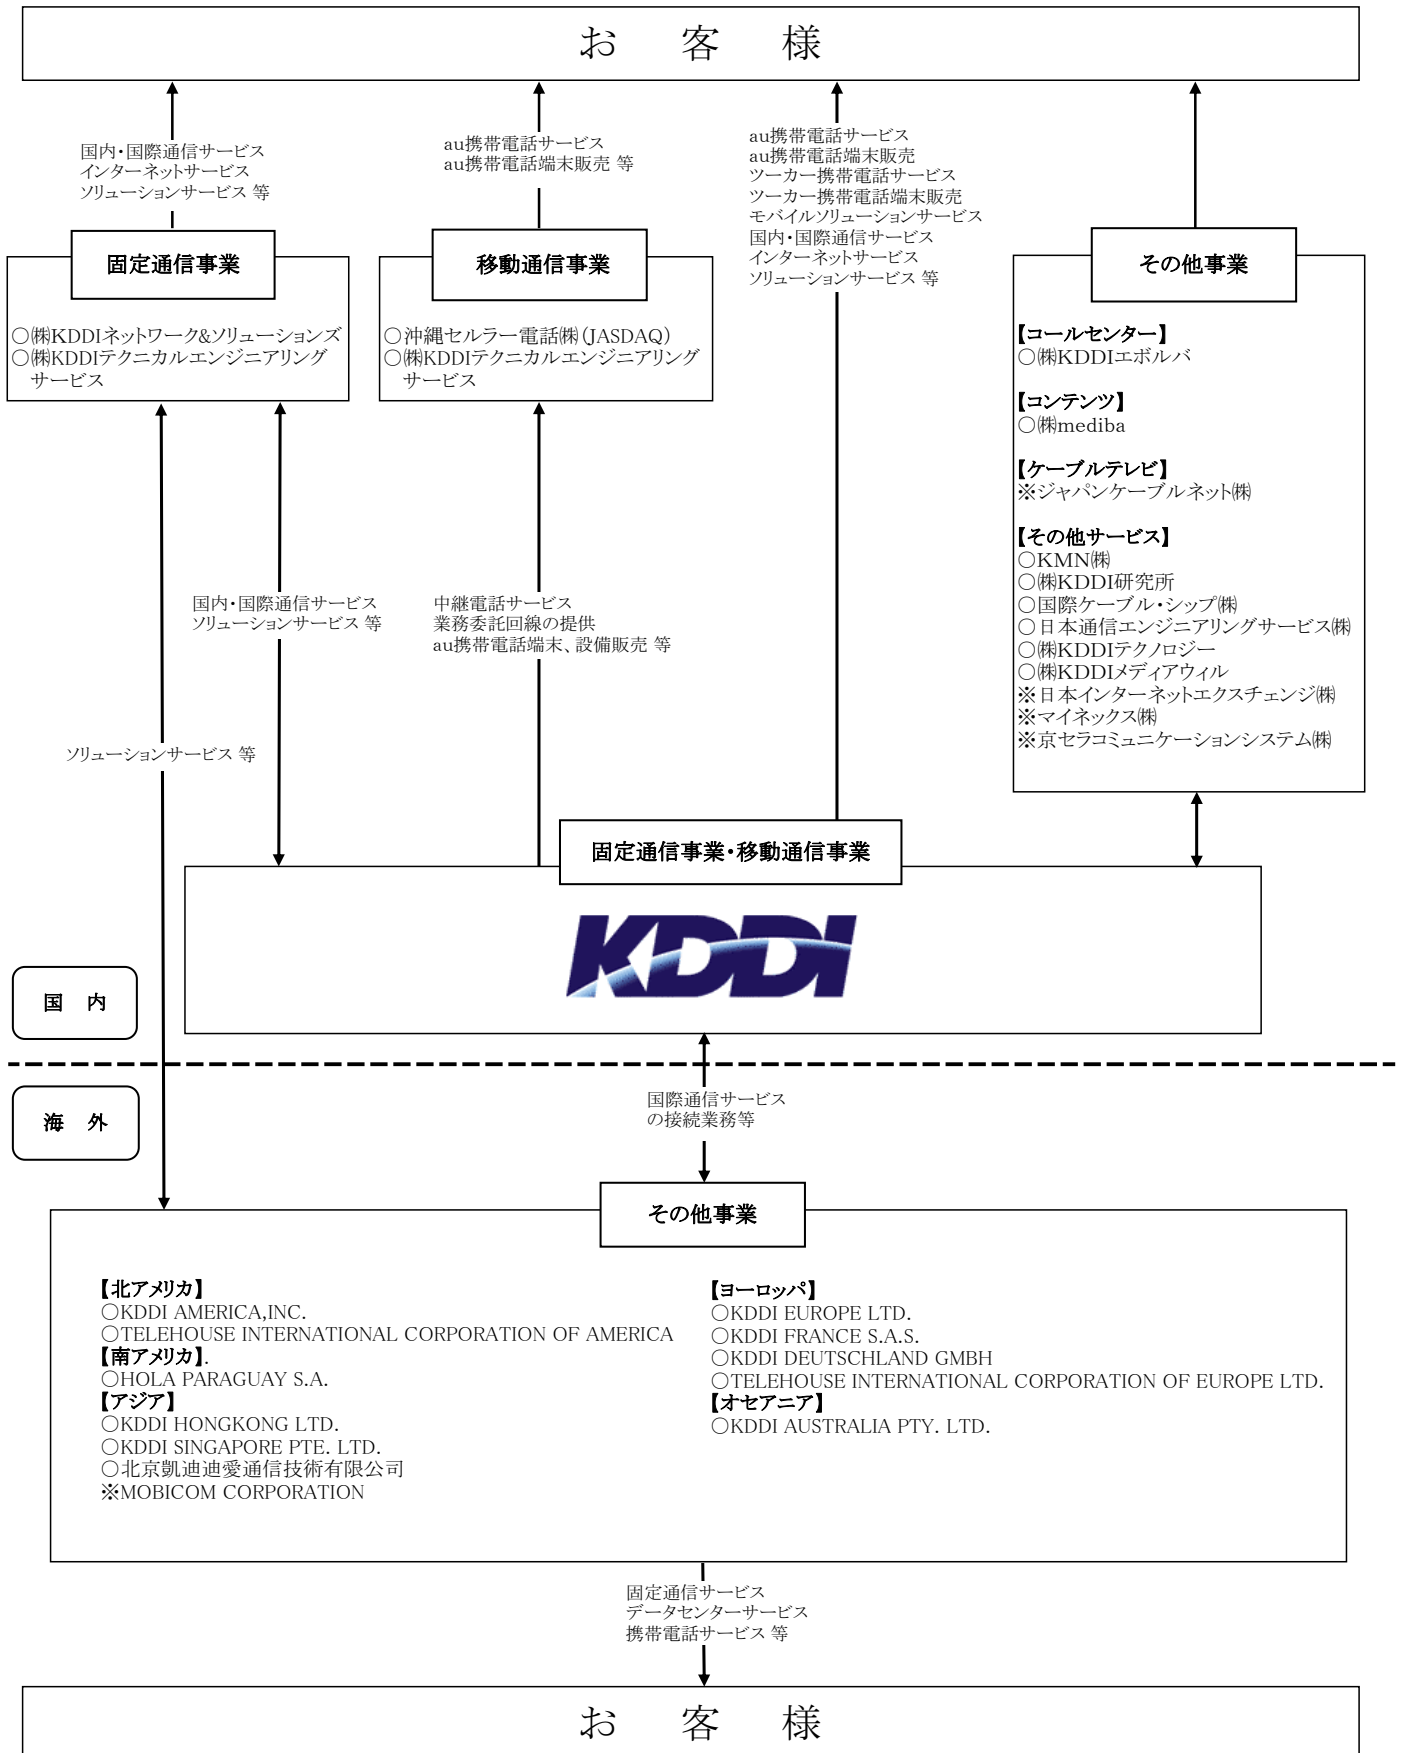 お 客 様
国内・国際通信サービス
インターネットサービス
ソリューションサービス 等
au携帯電話サービス
au携帯電話端末販売 等
au携帯電話サービス
au携帯電話端末販売
ツーカー携帯電話サービス
ツーカー携帯電話端末販売
モバイルソリューションサービス
国内・国際通信サービス
インターネットサービス
ソリューションサービス 等
固定通信事業
○㈱KDDIネットワーク&ソリューションズ
○㈱KDDIテクニカルエンジニアリング
サービス
移動通信事業
○沖縄セルラー電話㈱(JASDAQ)
○㈱KDDIテクニカルエンジニアリング
サービス
その他事業
【コールセンター】
○㈱KDDIエボルバ
【コンテンツ】
○㈱mediba
【ケーブルテレビ】
※ジャパンケーブルネット㈱
【その他サービス】
○KMN㈱
○㈱KDDI研究所
○国際ケーブル・シップ㈱
○日本通信エンジニアリングサービス㈱
○㈱KDDIテクノロジー
○㈱KDDIメディアウィル
※日本インターネットエクスチェンジ㈱
※マイネックス㈱
※京セラコミュニケーションシステム㈱
国内・国際通信サービス
ソリューションサービス 等
中継電話サービス
業務委託回線の提供
au携帯電話端末、設備販売 等
ソリューションサービス 等
固定通信事業・移動通信事業
KDDI
国 内
海 外
国際通信サービス
の接続業務等
その他事業
【北アメリカ】
○KDDI AMERICA,INC.
○TELEHOUSE INTERNATIONAL CORPORATION OF AMERICA
【南アメリカ】.
○HOLA PARAGUAY S.A.
【アジア】
○KDDI HONGKONG LTD.
○KDDI SINGAPORE PTE. LTD.
○北京凱迪迪愛通信技術有限公司
※MOBICOM CORPORATION
【ヨーロッパ】
○KDDI EUROPE LTD.
○KDDI FRANCE S.A.S.
○KDDI DEUTSCHLAND GMBH
○TELEHOUSE INTERNATIONAL CORPORATION OF EUROPE LTD.
【オセアニア】
○KDDI AUSTRALIA PTY. LTD.
固定通信サービス
データセンターサービス
携帯電話サービス 等
お 客 様